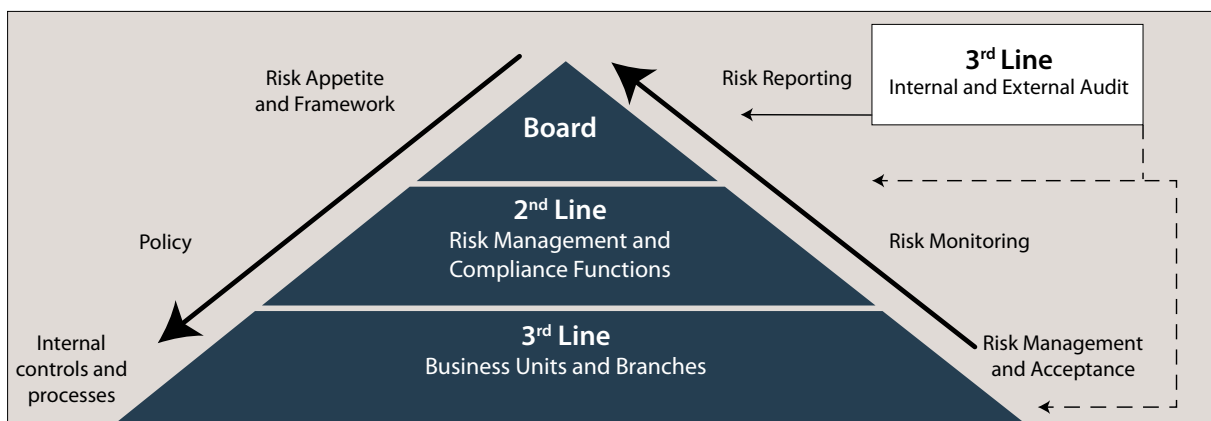 Risk Appetite
and Framework
Policy
Internal
controls and
processes
Board
2nd Line
Risk Management and
Compliance Functions
3rd Line
Business Units and Branches
Risk Reporting
3rd Line
Internal and External Audit
Risk Monitoring
Risk Management
and Acceptance